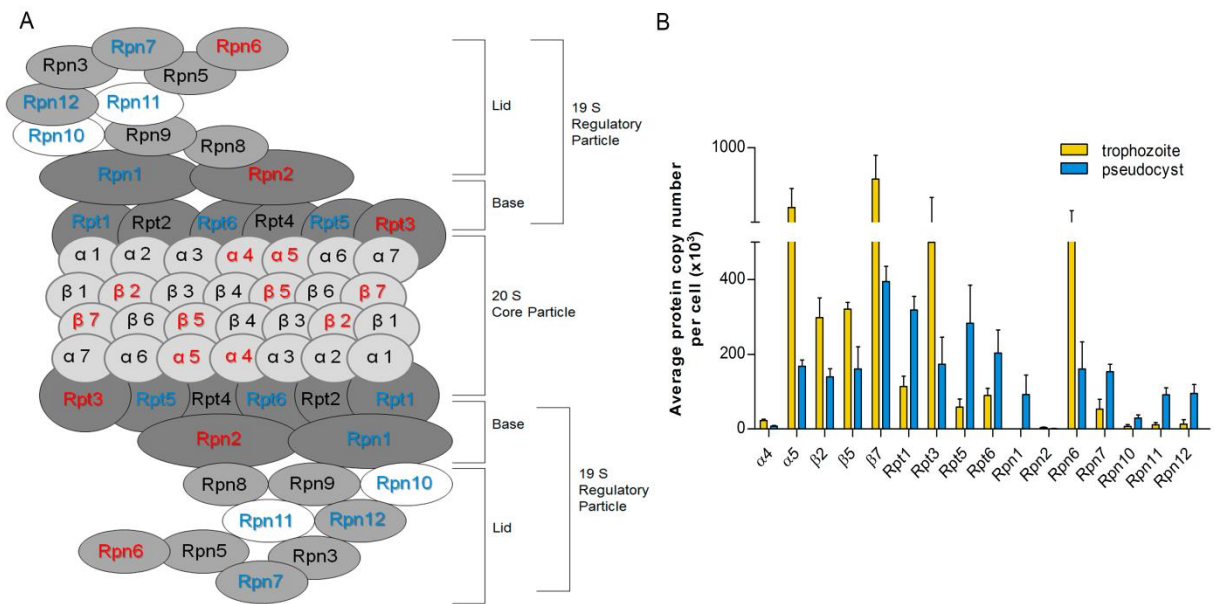 A
Rpn7 Rpn6
Rpn3 Rpn5
Rpn12 Rpn11
Rpn10 Rpn9 Rpn8
Rpn1 Rpn2
Rpt1 Rpt2 Rpt6 Rpt4 Rpt5 Rpt3
α 1 α 2 α 3 α 4 α 5 α 6 α 7
β 1 β 2 β 3 β 4 β 5 β 6 β 7
β 7 β 6 β 5 β 4 β 3 β 2 β 1
α 7 α 6 α 5 α 4 α 3 α 2 α 1
Rpt3 Rpt5 Rpt4 Rpt6 Rpt2 Rpt1
Rpn2 Rpn1
Rpn8 Rpn9 Rpn10
Rpn11 Rpn12
Rpn6 Rpn5 Rpn3
Rpn7
Lid
19 S
Regulatory
Particle
Base
20 S
Core Particle
Base
19 S
Regulatory
Particle
Lid
B
trophozoite
pseudocyst
Average protein copy number
per cell (x10³)
1000
400
200
0
α4 α5 β2 β5 β7 Rpt1 Rpt3 Rpt5 Rpt6 Rpn1 Rpn2 Rpn6 Rpn7 Rpn10 Rpn11 Rpn12